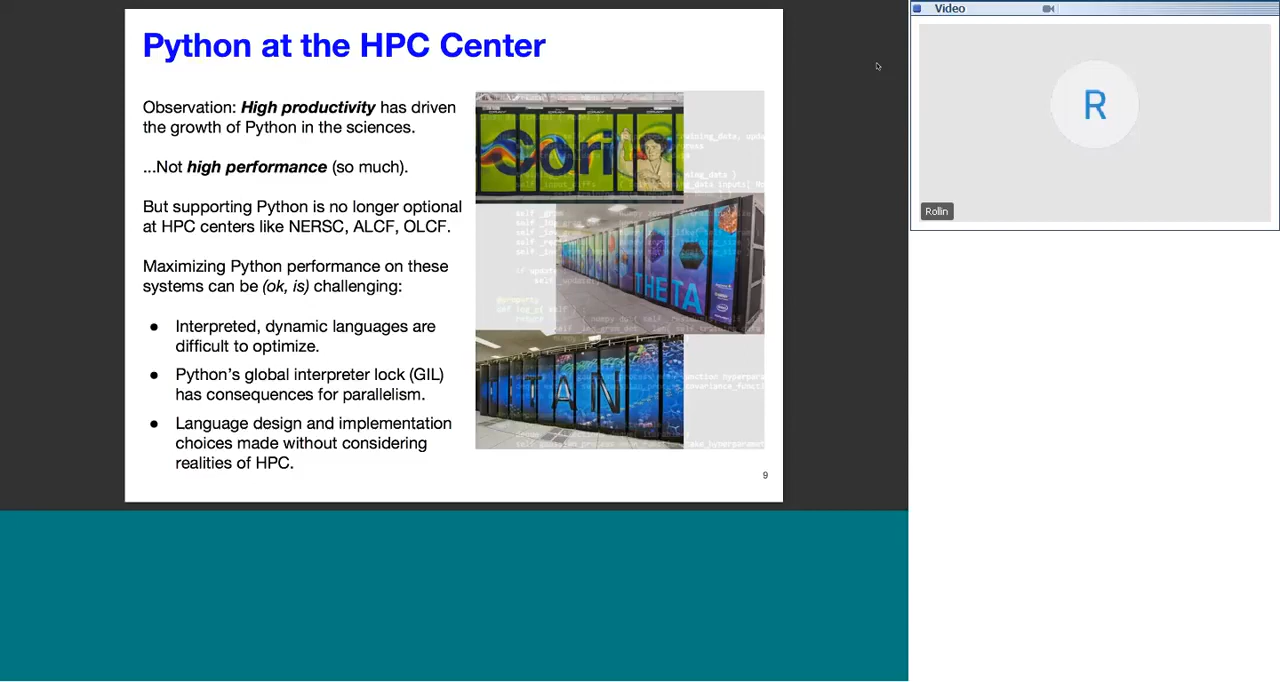 Python at the HPC Center
Observation: High productivity has driven
the growth of Python in the sciences.
...Not high performance (so much).
But supporting Python is no longer optional
at HPC centers like NERSC, ALCF, OLCF.
Maximizing Python performance on these
systems can be (ok, is) challenging:
● Interpreted, dynamic languages are
difficult to optimize.
● Python's global interpreter lock (GIL)
has consequences for parallelism.
● Language design and implementation
choices made without considering
realities of HPC.
Cori
THETA
TITAN
9
Video
R
Rolin